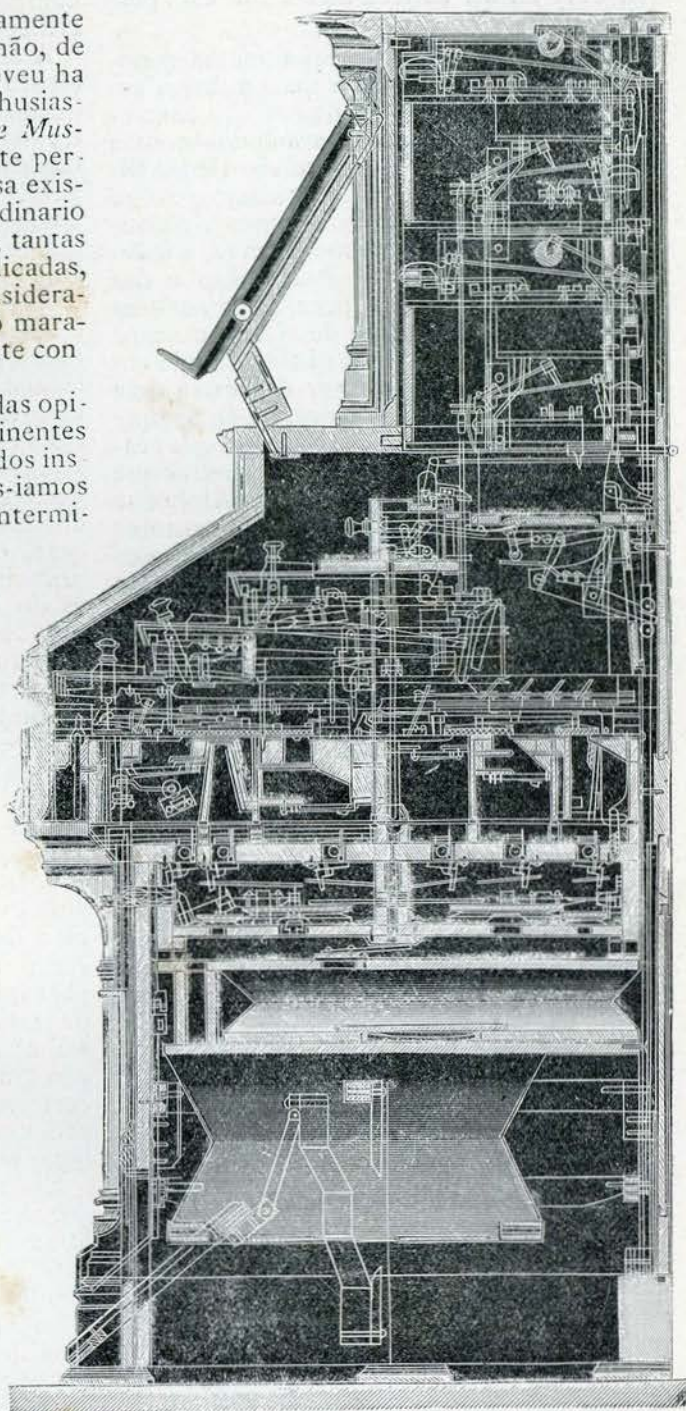 amente
não, de
veu ha
husias-
e Mus-
te per-
sa exis-
dinario
tantas
licadas,
sidera-
o mara-
te con
das opi-
inentes
dos ins
s-iamos
ntermi-